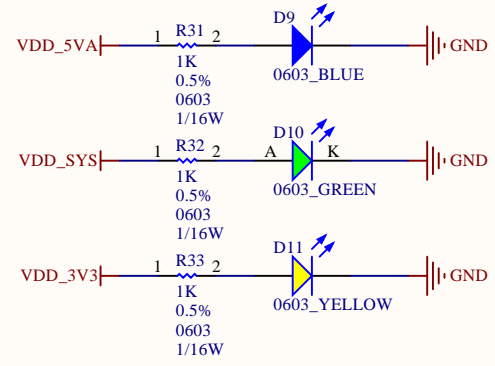 D9
R31
VDD_5VA 1 2 GND
1K 0603_BLUE
0.5%
0603
1/16W
D10
R32
VDD_SYS 1 2 A K GND
1K 0603_GREEN
0.5%
0603
1/16W
D11
R33
VDD_3V3 1 2 GND
1K 0603_YELLOW
0.5%
0603
1/16W